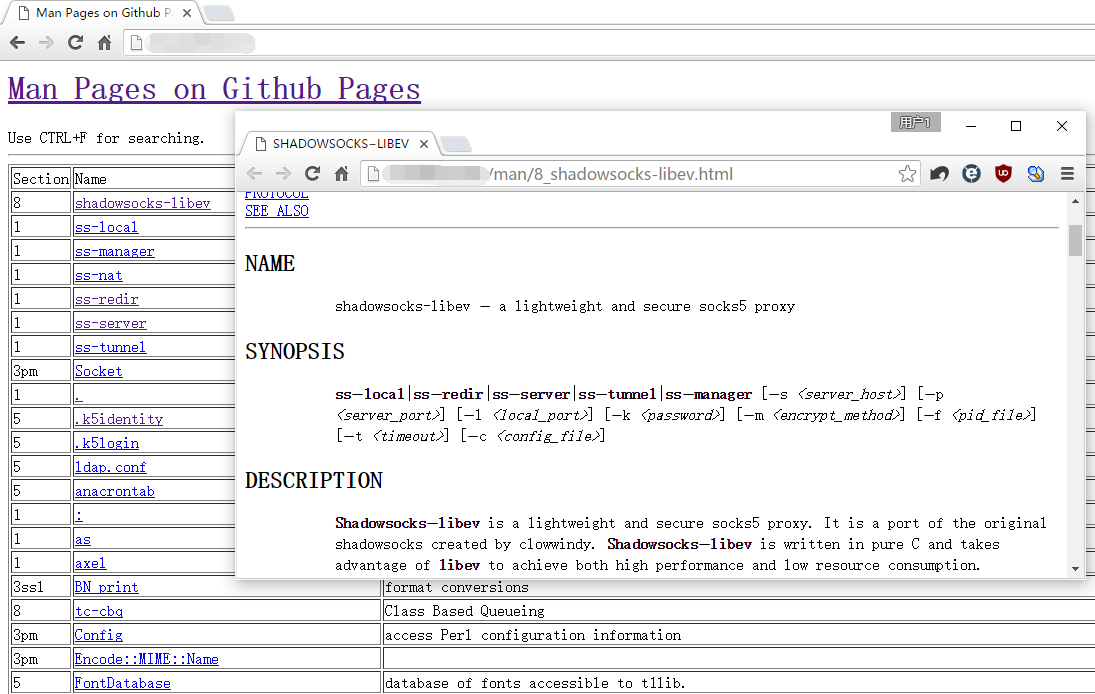 Man Pages on Github P
Man Pages on Github Pages
Use CTRL+F for searching.
Section Name
8 shadowsocks-libev
1 ss-local
1 ss-manager
1 ss-nat
1 ss-redir
1 ss-server
1 ss-tunnel
3pm Socket
1 .
5 .k5identity
5 .k5login
5 ldap.conf
5 anacrontab
1 :
1 as
1 axel
3ssl BN_print format conversions
8 tc-cbq Class Based Queueing
3pm Config access Perl configuration information
3pm Encode::MIME::Name
5 FontDatabase database of fonts accessible to tllib.
用户1
SHADOWSOCKS-LIBEV
/man/8_shadowsocks-libev.html
PROTOCOL
SEE ALSO
NAME
shadowsocks-libev — a lightweight and secure socks5 proxy
SYNOPSIS
ss-local|ss-redir|ss-server|ss-tunnel|ss-manager [-s <server_host>] [-p
<server_port>] [-l <local_port>] [-k <password>] [-m <encrypt_method>] [-f <pid_file>]
[-t <timeout>] [-c <config_file>]
DESCRIPTION
Shadowsocks-libev is a lightweight and secure socks5 proxy. It is a port of the original
shadowsocks created by clowwindy. Shadowsocks-libev is written in pure C and takes
advantage of libev to achieve both high performance and low resource consumption.